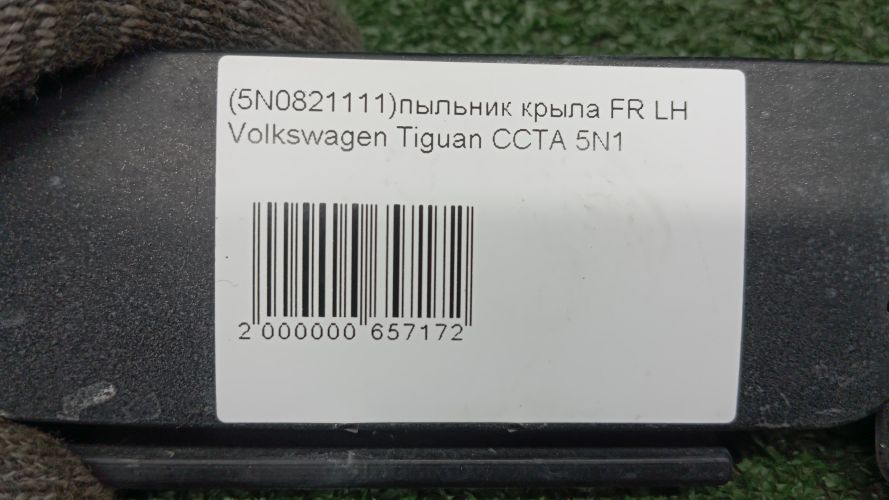 (5N0821111)пыльник крыла FR LH
Volkswagen Tiguan CCTA 5N1
2 000000 657172